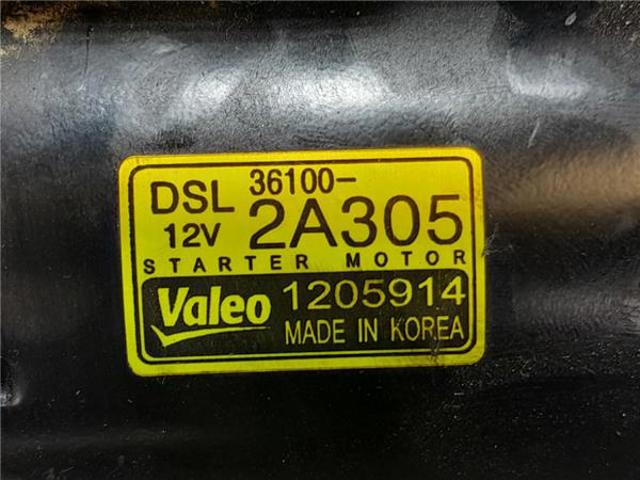 DSL 36100-
12V 2A305
STARTER MOTOR
Valeo 1205914
MADE IN KOREA